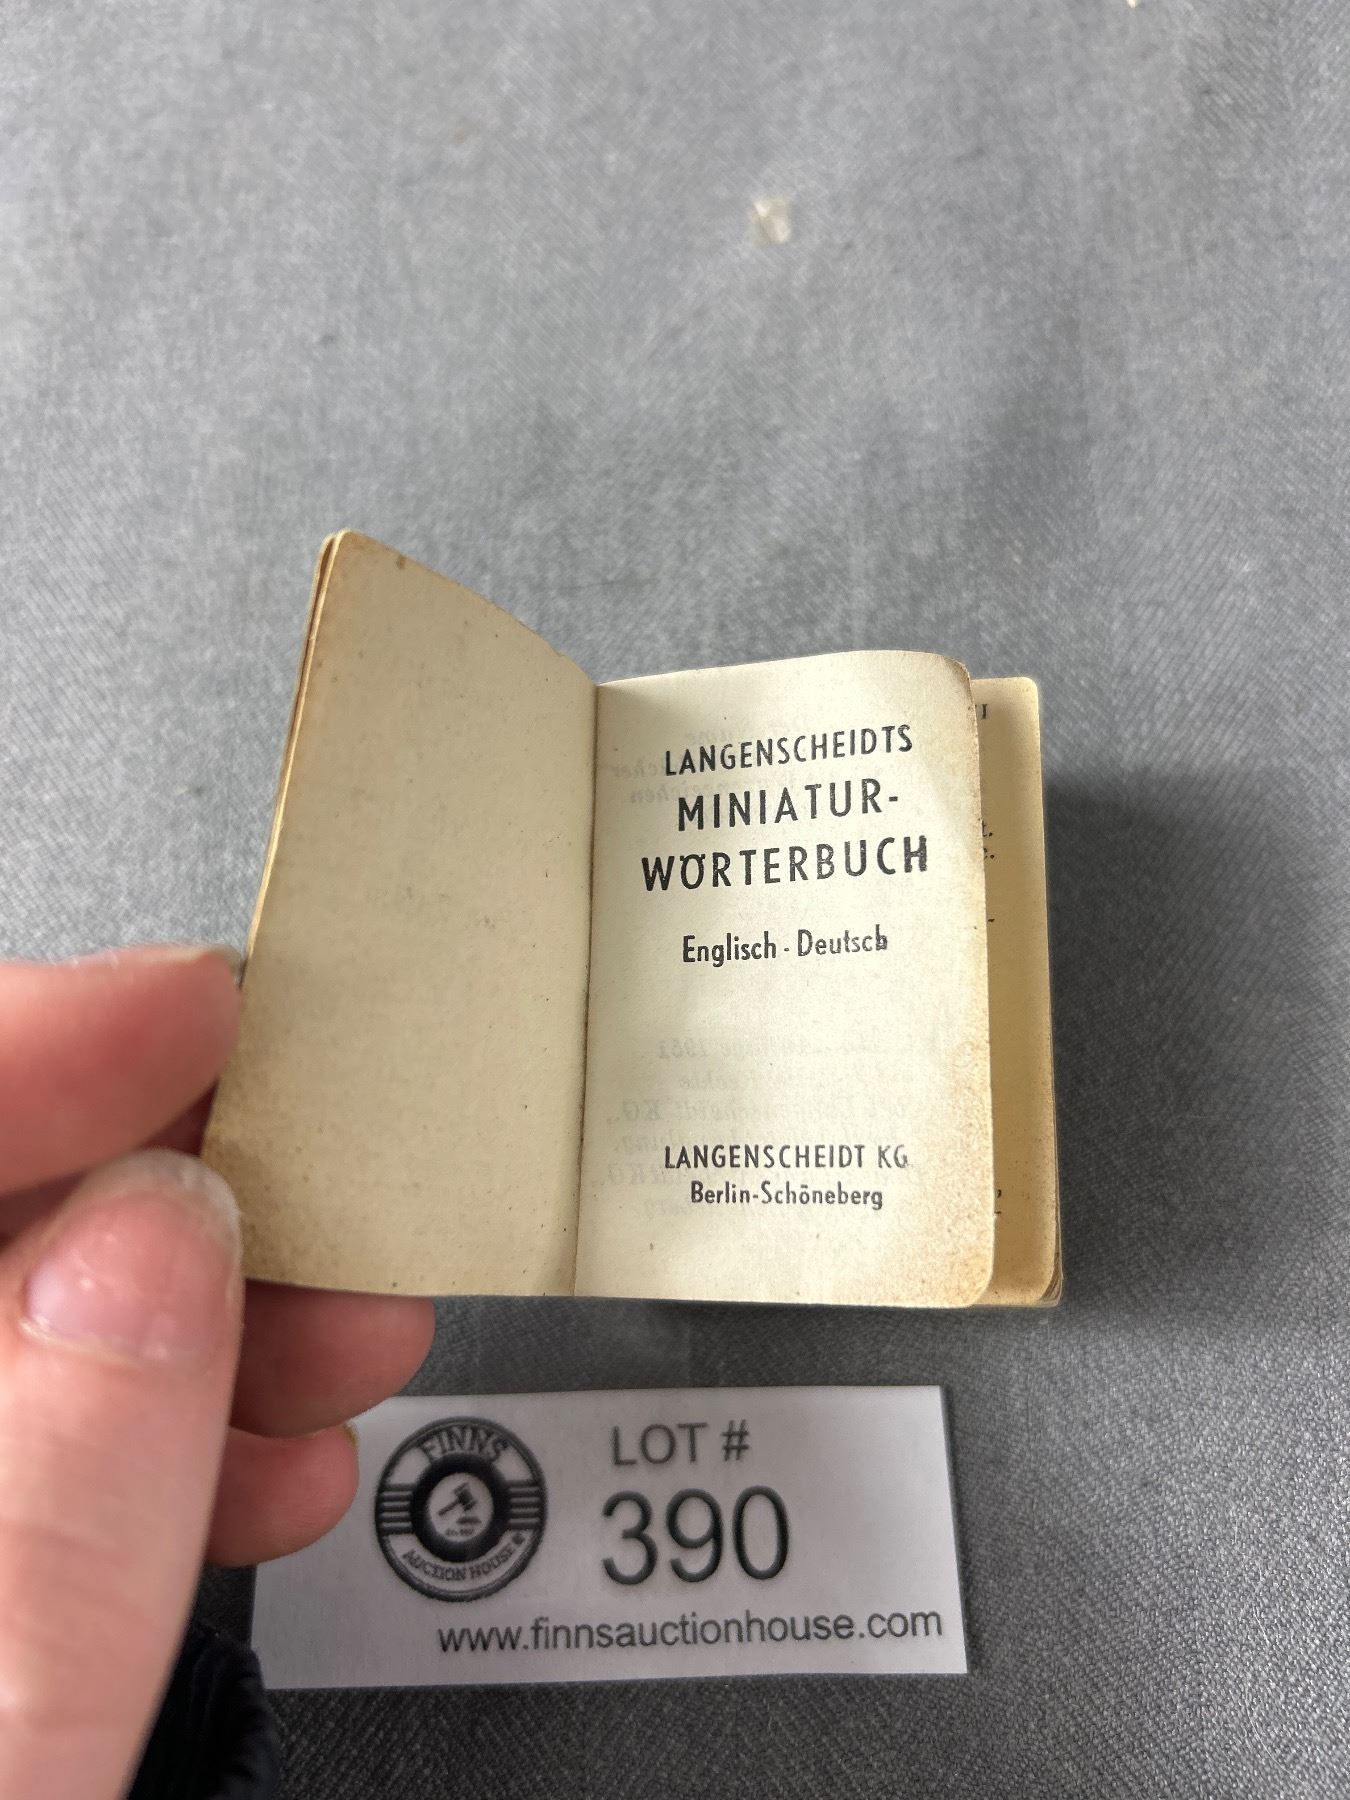 LANGENSCHEIDTS
MINIATUR-
WÖRTERBUCH
Englisch - Deutsch
LANGENSCHEIDT KG
Berlin-Schöneberg
FINNS
AUCTION HOUSE
LOT #
390
www.finnsauctionhouse.com